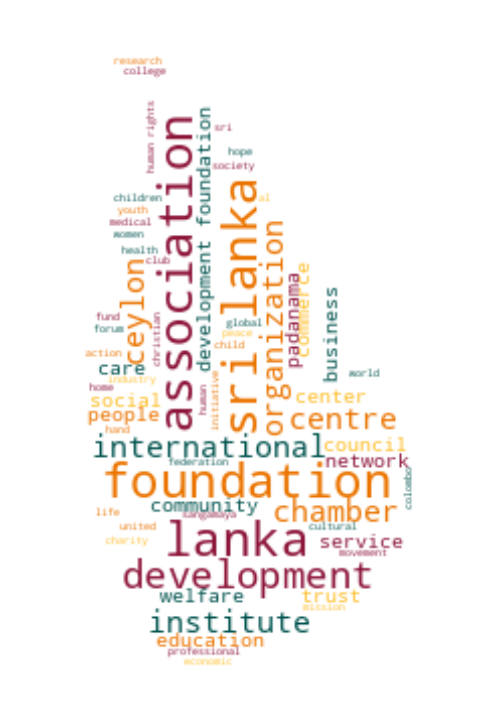 research
college
human rights
association
development foundation
sri
hope
society
children
youth
medical
women
sri lanka
al
organization
health
club
ceylon
christian
padanama
commerce
business
fund
forum
global
peace
child
action
care
industry
home
human
initiative
world
social
people
hand
center
centre
international
council
federation
network
foundation
colombo
community
sangamaya
chamber
life
united
charity
lanka
cultural
service
movement
development
welfare
trust
mission
institute
education
professional
economic